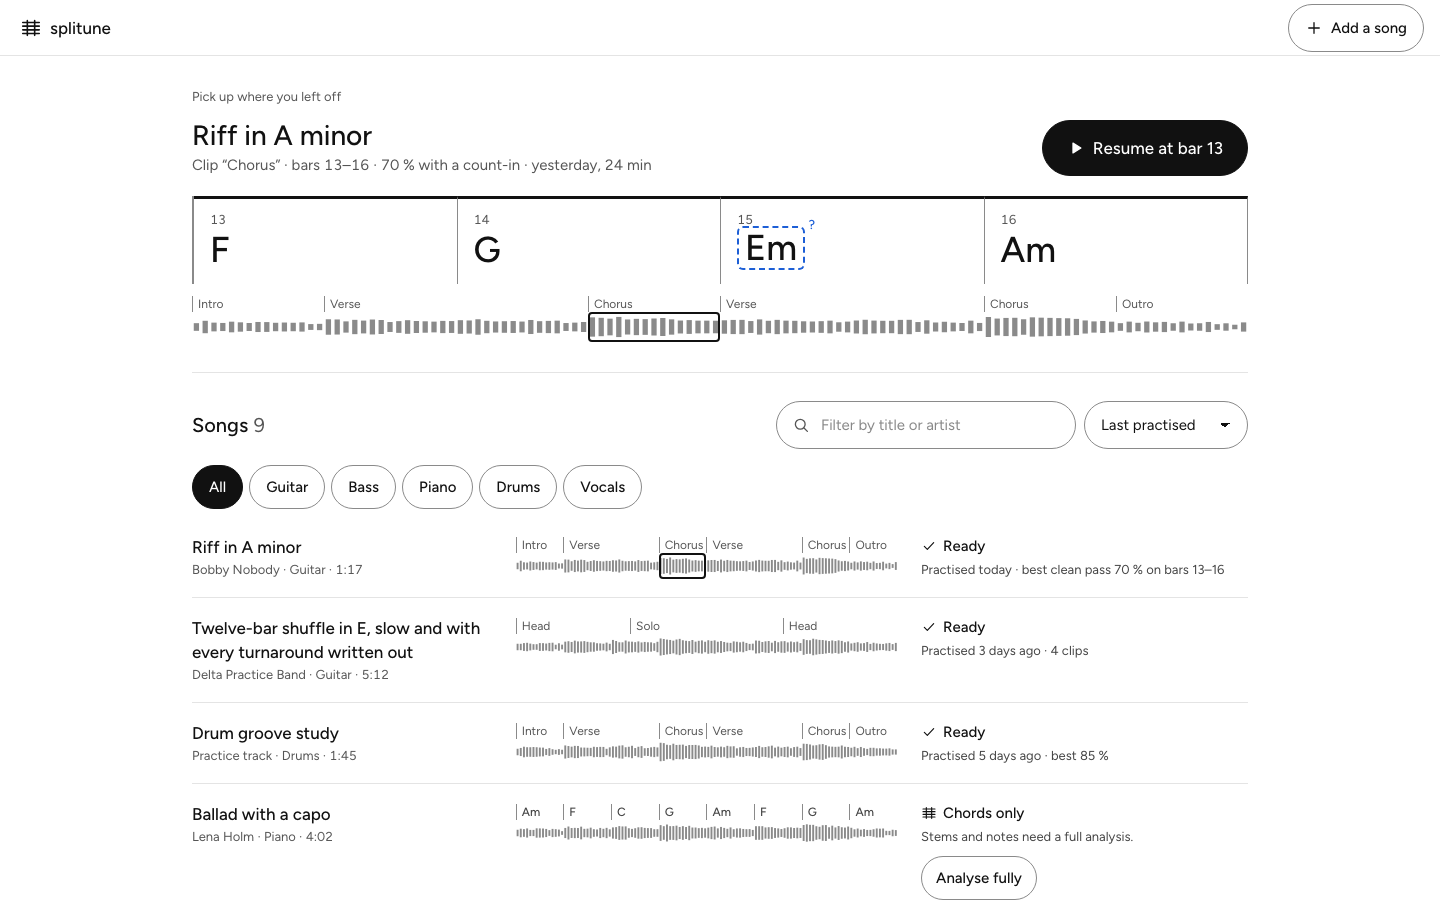 splitune
Add a song
Pick up where you left off
Riff in A minor
Clip “Chorus” · bars 13–16 · 70 % with a count-in · yesterday, 24 min
Resume at bar 13
13 14 15 16
F G Em ? Am
Intro Verse Chorus Verse Chorus Outro
Songs 9
Filter by title or artist
Last practised
All Guitar Bass Piano Drums Vocals
Riff in A minor
Bobby Nobody · Guitar · 1:17
Intro Verse Chorus Verse Chorus Outro
Ready
Practised today · best clean pass 70 % on bars 13–16
Twelve-bar shuffle in E, slow and with
every turnaround written out
Delta Practice Band · Guitar · 5:12
Head Solo Head
Ready
Practised 3 days ago · 4 clips
Drum groove study
Practice track · Drums · 1:45
Intro Verse Chorus Verse Chorus Outro
Ready
Practised 5 days ago · best 85 %
Ballad with a capo
Lena Holm · Piano · 4:02
Am F C G Am F G Am
Chords only
Stems and notes need a full analysis.
Analyse fully